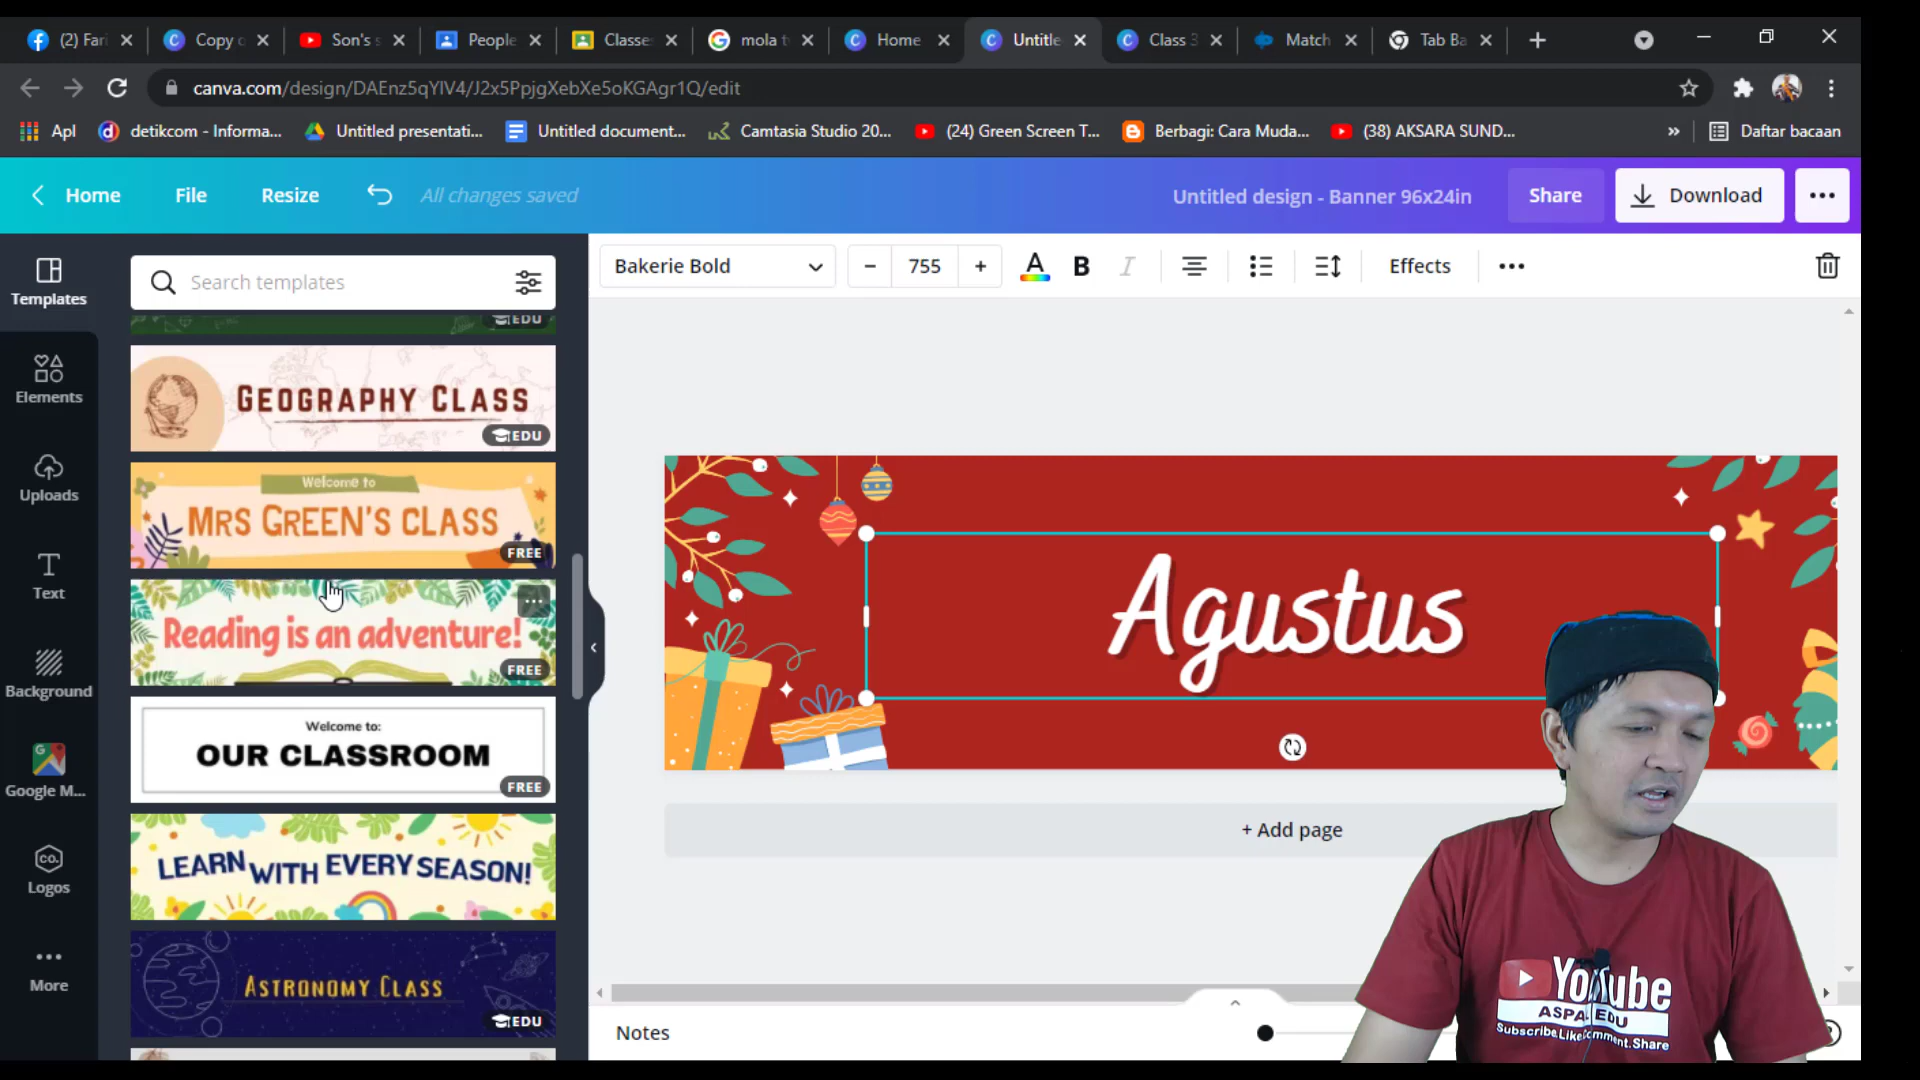 (2) Fari
Copy o
Son's s
People
Classe
mola t
Home
Untitle
Class 3
Match
Tab Ba
canva.com/design/DAEnz5qYlV4/J2x5PpjgXebXe5oKGAgr1Q/edit
Apl
detikcom - Informa...
Untitled presentati...
Untitled document...
Camtasia Studio 20...
(24) Green Screen T...
Berbagi: Cara Muda...
(38) AKSARA SUND...
»
Daftar bacaan
Home
File
Resize
All changes saved
Untitled design - Banner 96x24in
Share
Download
Templates
Elements
Uploads
Text
Background
Google M...
Logos
More
Search templates
EDU
GEOGRAPHY CLASS
EDU
Welcome to
MRS GREEN'S CLASS
FREE
Reading is an adventure!
FREE
Welcome to:
OUR CLASSROOM
FREE
LEARN WITH EVERY SEASON!
ASTRONOMY CLASS
EDU
Bakerie Bold
755
A
B
I
Effects
Agustus
+ Add page
Notes
YouTube
ASPA EDU
Subscribe.Like.Comment.Share